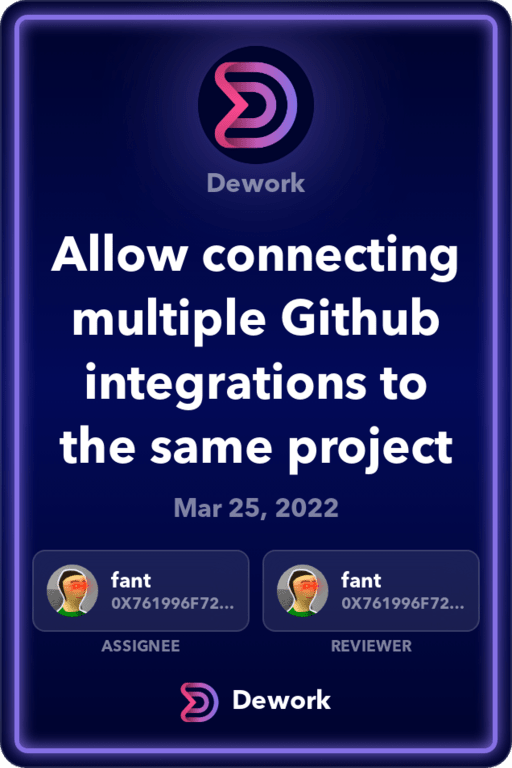 Dework
Allow connecting
multiple Github
integrations to
the same project
Mar 25, 2022
fant
0X761996F72...
ASSIGNEE
fant
0X761996F72...
REVIEWER
Dework